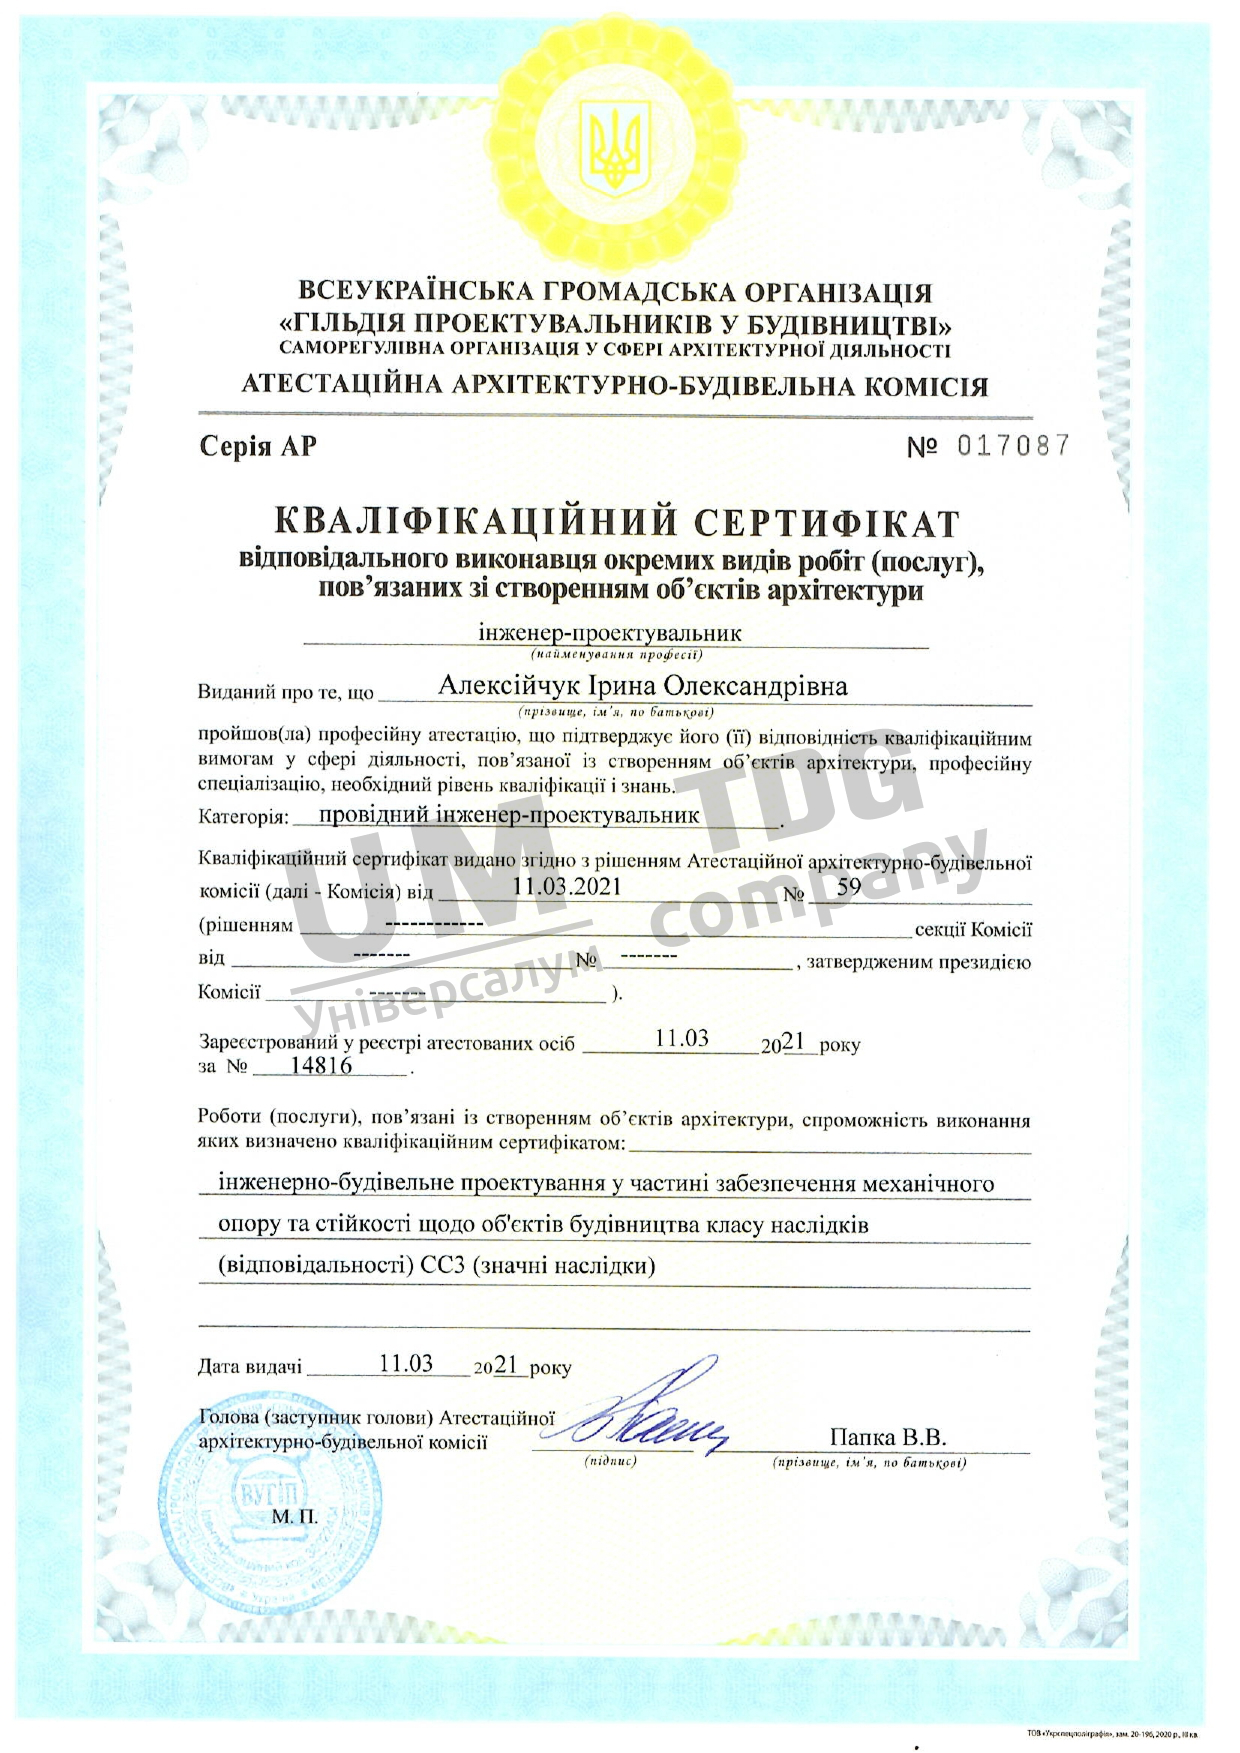 ВСЕУКРАЇНСЬКА ГРОМАДСЬКА ОРГАНІЗАЦІЯ
«ГІЛЬДІЯ ПРОЕКТУВАЛЬНИКІВ У БУДІВНИЦТВІ»
САМОРЕГУЛІВНА ОРГАНІЗАЦІЯ У СФЕРІ АРХІТЕКТУРНОЇ ДІЯЛЬНОСТІ
АТЕСТАЦІЙНА АРХІТЕКТУРНО-БУДІВЕЛЬНА КОМІСІЯ
Серія АР № 017087
КВАЛІФІКАЦІЙНИЙ СЕРТИФІКАТ
відповідального виконавця окремих видів робіт (послуг),
пов’язаних зі створенням об’єктів архітектури
інженер-проектувальник
(найменування професії)
Виданий про те, що Алексійчук Ірина Олександрівна
(прізвище, ім’я, по батькові)
пройшов(ла) професійну атестацію, що підтверджує його (її) відповідність кваліфікаційним
вимогам у сфері діяльності, пов’язаної із створенням об’єктів архітектури, професійну
спеціалізацію, необхідний рівень кваліфікації і знань.
Категорія: провідний інженер-проектувальник .
Кваліфікаційний сертифікат видано згідно з рішенням Атестаційної архітектурно-будівельної
комісії (далі - Комісія) від 11.03.2021 № 59
(рішенням ------------ секції Комісії
від ------- № ------- , затвердженим президією
Комісії ------- ).
UM TDG
Універсалум company
Зареєстрований у реєстрі атестованих осіб 11.03 2021 року
за № 14816 .
Роботи (послуги), пов’язані із створенням об’єктів архітектури, спроможність виконання
яких визначено кваліфікаційним сертифікатом:
інженерно-будівельне проектування у частині забезпечення механічного
опору та стійкості щодо об'єктів будівництва класу наслідків
(відповідальності) СС3 (значні наслідки)
Дата видачі 11.03 2021 року
Голова (заступник голови) Атестаційної
архітектурно-будівельної комісії Папка В.В.
(підпис) (прізвище, ім’я, по батькові)
ВУГІП
М. П.
ТОВ «Укрспецполіграфія», зам. 20-196, 2020 р., III кв.